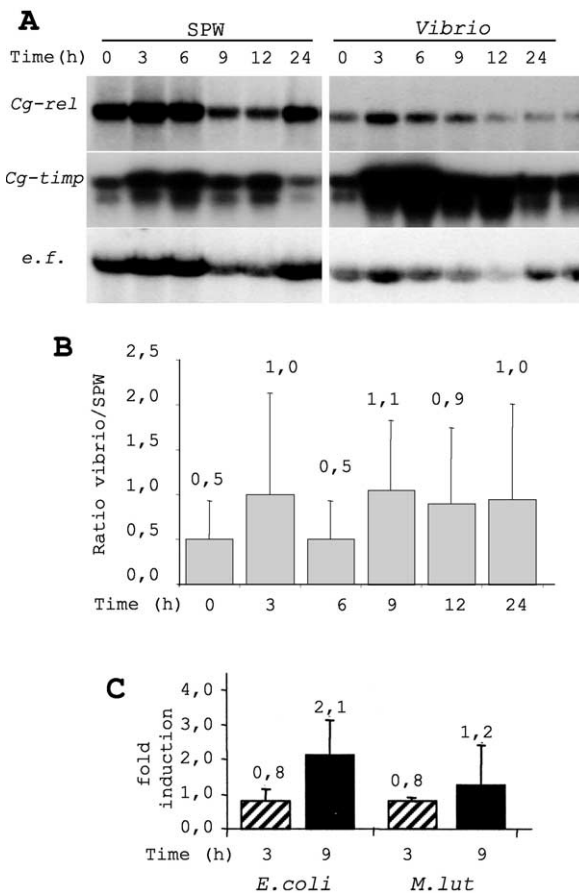 A
SPW Vibrio
Time(h) 0 3 6 9 12 24 0 3 6 9 12 24
Cg-rel
Cg-timp
e.f.
B
Ratio vibrio/SPW
2,5
2,0
1,5
1,0
0,5
0,0
0,5 1,0 0,5 1,1 0,9 1,0
Time (h) 0 3 6 9 12 24
C
fold
induction
4,0
3,0
2,0
1,0
0,0
0,8 2,1 0,8 1,2
Time (h) 3 9 3 9
E.coli M.lut